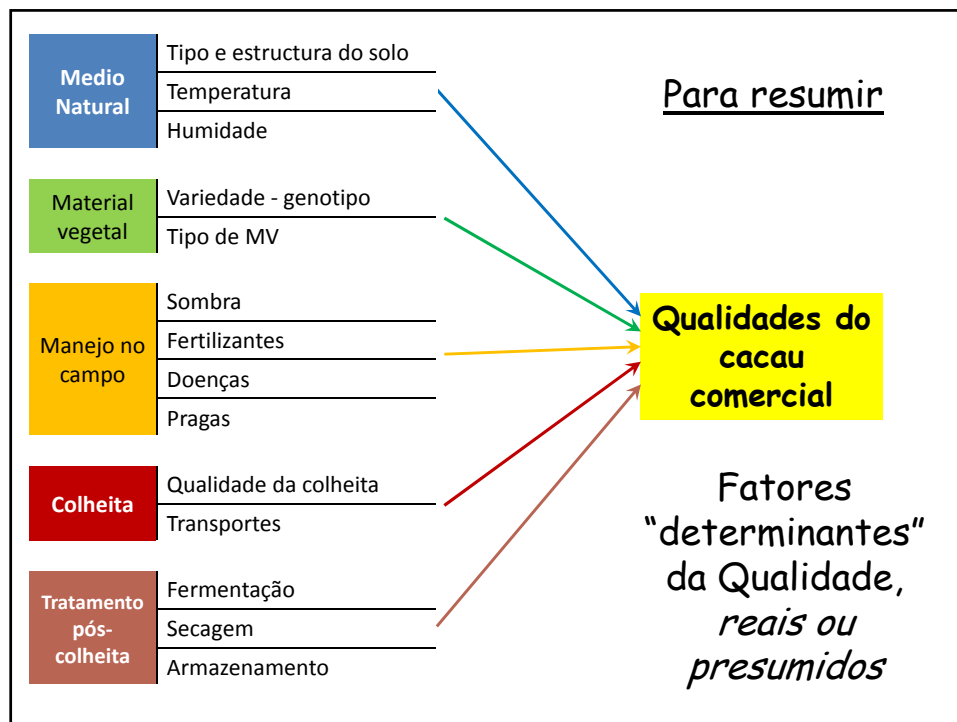 Medio
Natural
Tipo e estructura do solo
Temperatura
Humidade
Para resumir
Material
vegetal
Variedade - genotipo
Tipo de MV
Manejo no
campo
Sombra
Fertilizantes
Doenças
Pragas
Qualidades do
cacau
comercial
Colheita
Qualidade da colheita
Transportes
Tratamento
pós-
colheita
Fermentação
Secagem
Armazenamento
Fatores
“determinantes”
da Qualidade,
reais ou
presumidos